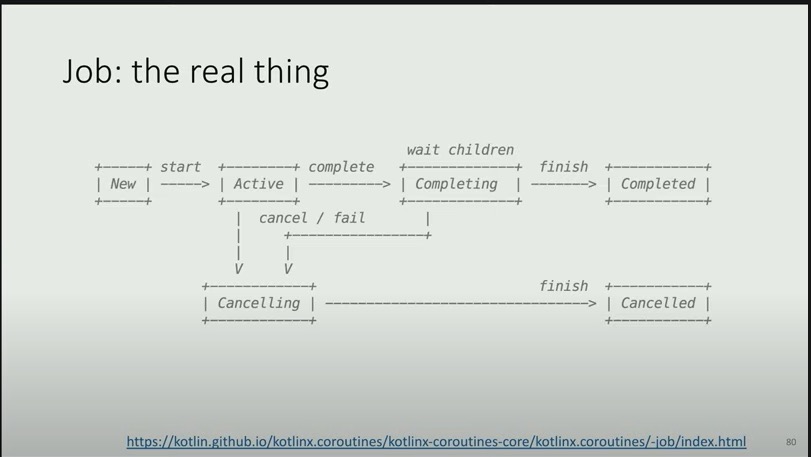 Job: the real thing
wait children
+-----+ start  +--------+ complete   +-------------+  finish  +-----------+
| New | -----> | Active | ---------> | Completing  | -------> | Completed |
+-----+        +--------+            +-------------+          +-----------+
|  cancel / fail       |
|     +----------------+
|     |
V     V
+------------+                           finish  +-----------+
| Cancelling | --------------------------------> | Cancelled |
+------------+                                   +-----------+
https://kotlin.github.io/kotlinx.coroutines/kotlinx-coroutines-core/kotlinx.coroutines/-job/index.html
80